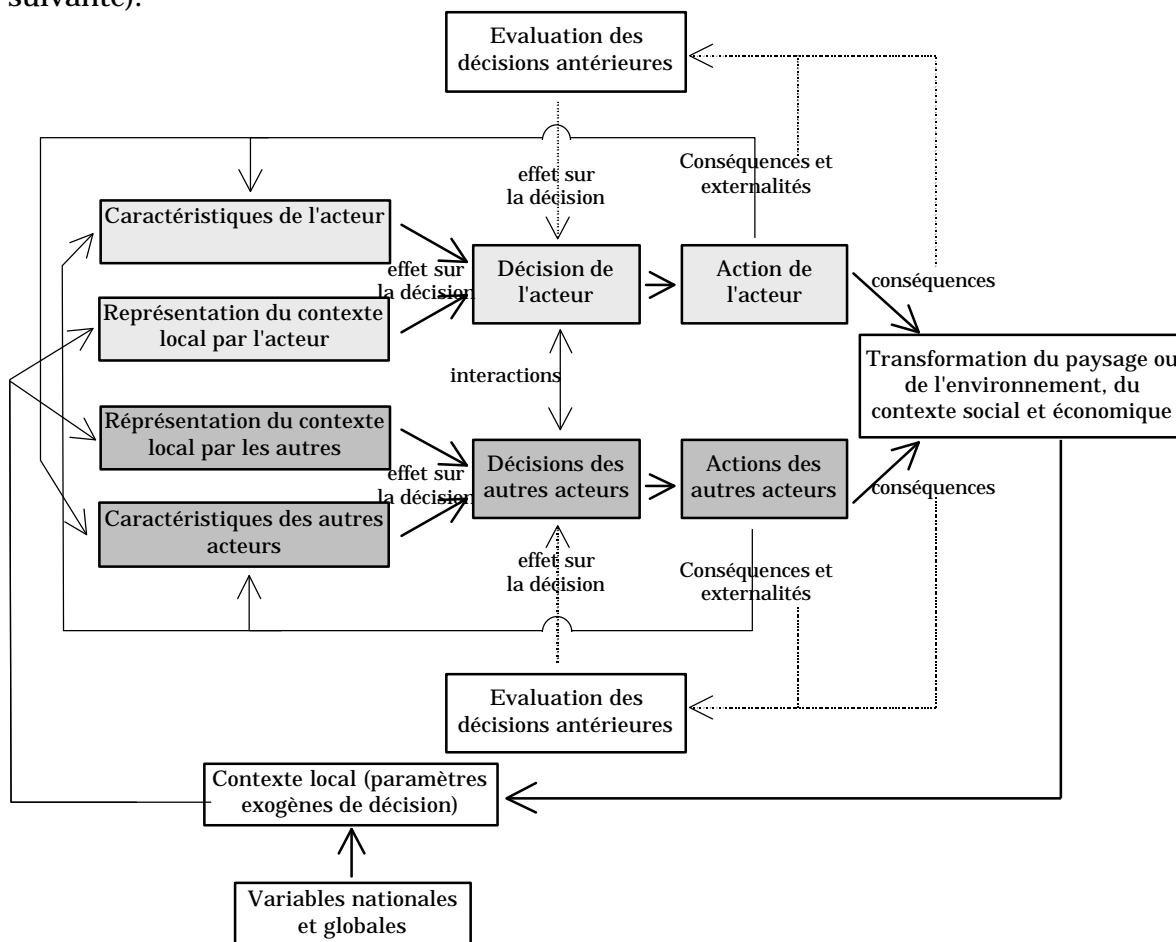 suivante).
Evaluation des
décisions antérieures
Conséquences et
externalités
effet sur
la décision
Caractéristiques de l'acteur
effet sur
la décision
Décision de
l'acteur
Action de
l'acteur
conséquences
Représentation du contexte
local par l'acteur
interactions
Transformation du paysage ou
de l'environnement, du
contexte social et économique
Réprésentation du contexte
local par les autres
effet sur
la décision
Décisions des
autres acteurs
Actions des
autres acteurs
conséquences
Caractéristiques des autres
acteurs
effet sur
la décision
Conséquences et
externalités
Evaluation des
décisions antérieures
Contexte local (paramètres
exogènes de décision)
Variables nationales
et globales